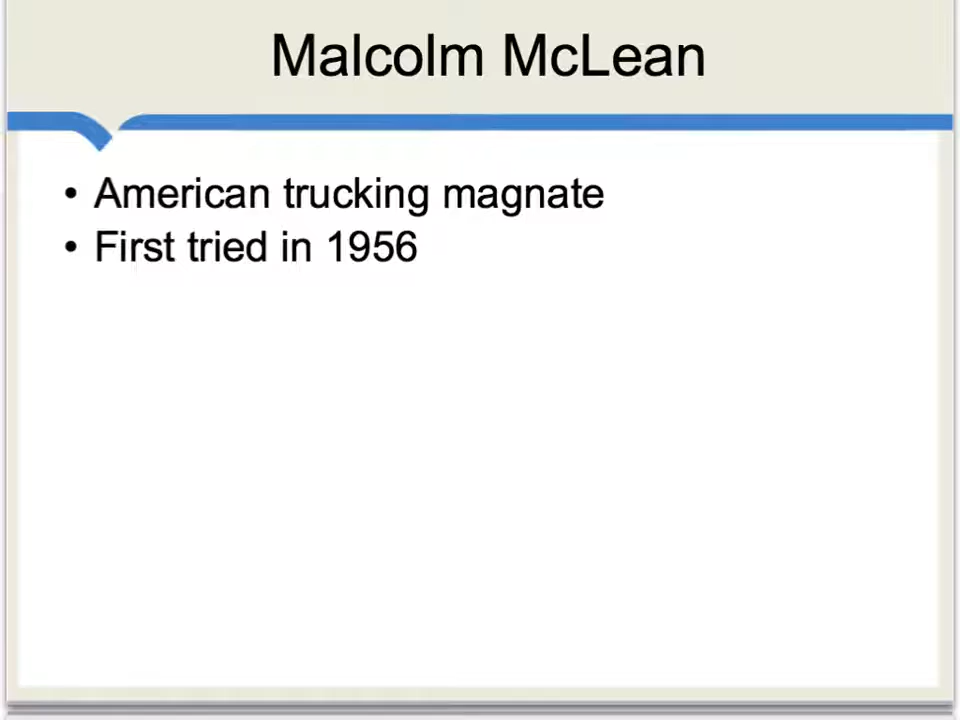 Malcolm McLean
• American trucking magnate
• First tried in 1956